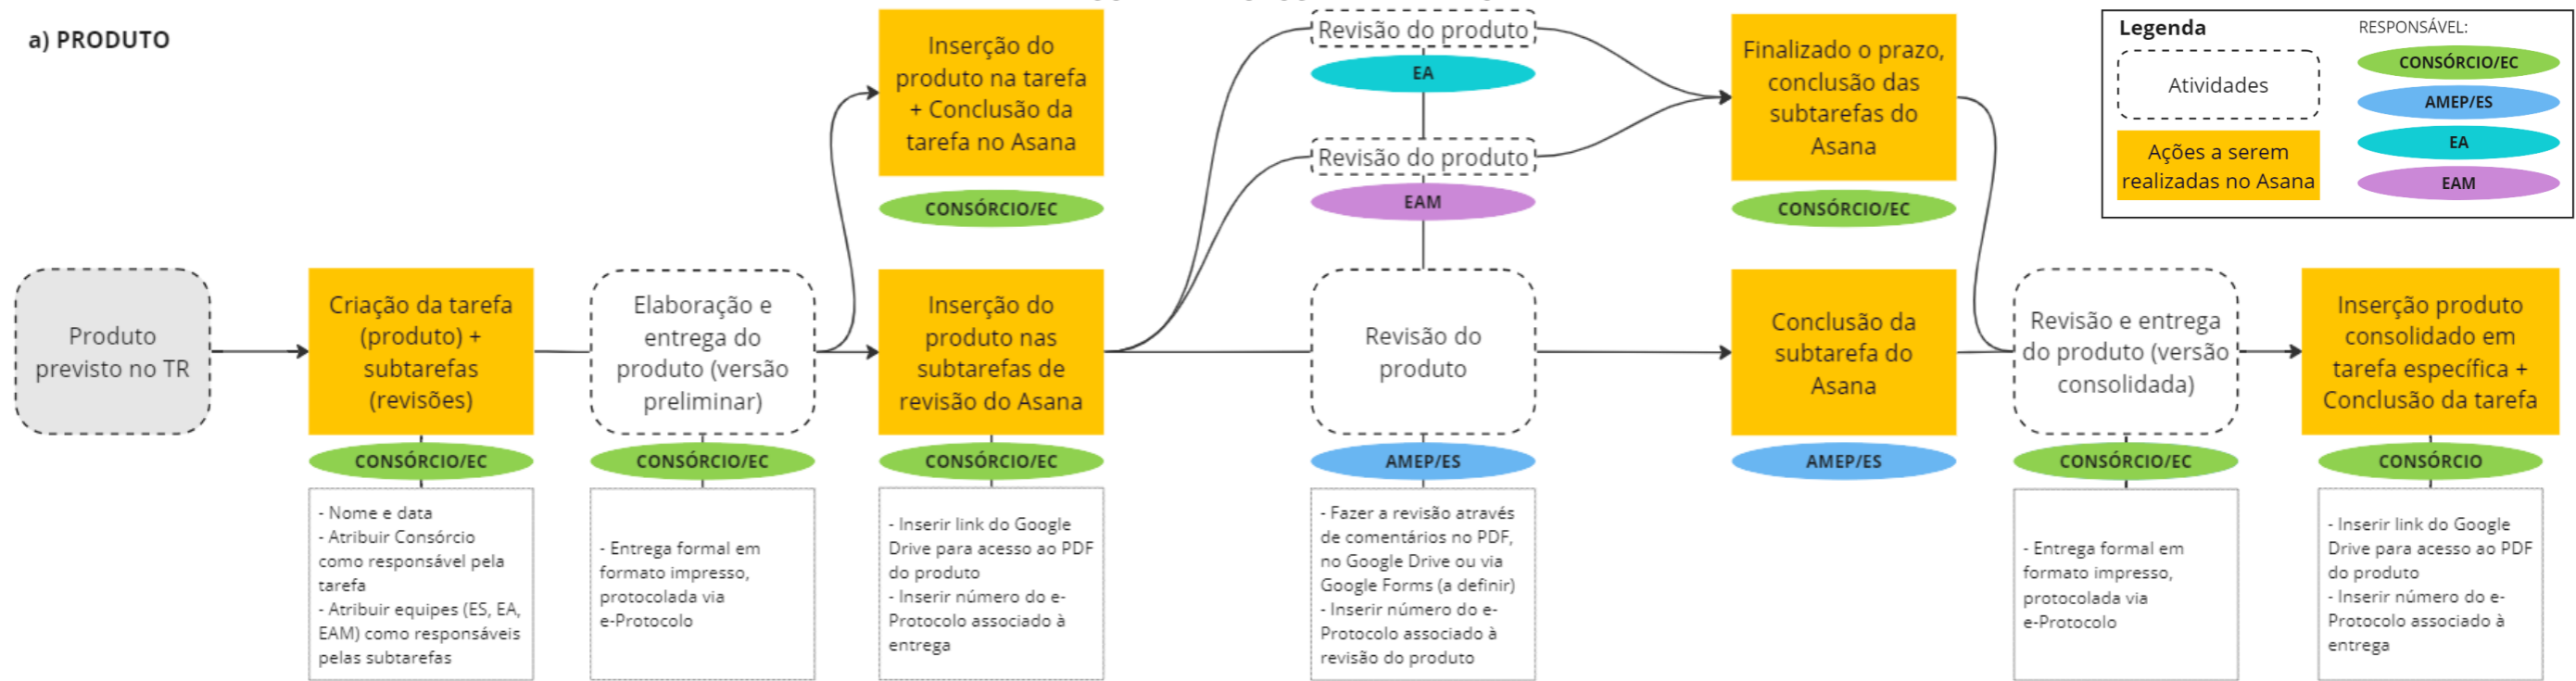 a) PRODUTO
Produto
previsto no TR
Criação da tarefa
(produto) +
subtarefas
(revisões)
CONSÓRCIO/EC
- Nome e data
- Atribuir Consórcio
como responsável pela
tarefa
- Atribuir equipes (ES, EA,
EAM) como responsáveis
pelas subtarefas
Elaboração e
entrega do
produto (versão
preliminar)
CONSÓRCIO/EC
- Entrega formal em
formato impresso,
protocolada via
e-Protocolo
Inserção do
produto na tarefa
+ Conclusão da
tarefa no Asana
CONSÓRCIO/EC
Inserção do
produto nas
subtarefas de
revisão do Asana
CONSÓRCIO/EC
- Inserir link do Google
Drive para acesso ao PDF
do produto
- Inserir número do e-
Protocolo associado à
entrega
Revisão do produto
EA
Revisão do produto
EAM
Revisão do
produto
AMEP/ES
- Fazer a revisão através
de comentários no PDF,
no Google Drive ou via
Google Forms (a definir)
- Inserir número do e-
Protocolo associado à
revisão do produto
Finalizado o prazo,
conclusão das
subtarefas do
Asana
CONSÓRCIO/EC
Conclusão da
subtarefa do
Asana
AMEP/ES
Revisão e entrega
do produto (versão
consolidada)
CONSÓRCIO/EC
- Entrega formal em
formato impresso,
protocolada via
e-Protocolo
Inserção produto
consolidado em
tarefa específica +
Conclusão da tarefa
CONSÓRCIO
- Inserir link do Google
Drive para acesso ao PDF
do produto
- Inserir número do e-
Protocolo associado à
entrega
Legenda
Atividades
Ações a serem
realizadas no Asana
RESPONSÁVEL:
CONSÓRCIO/EC
AMEP/ES
EA
EAM